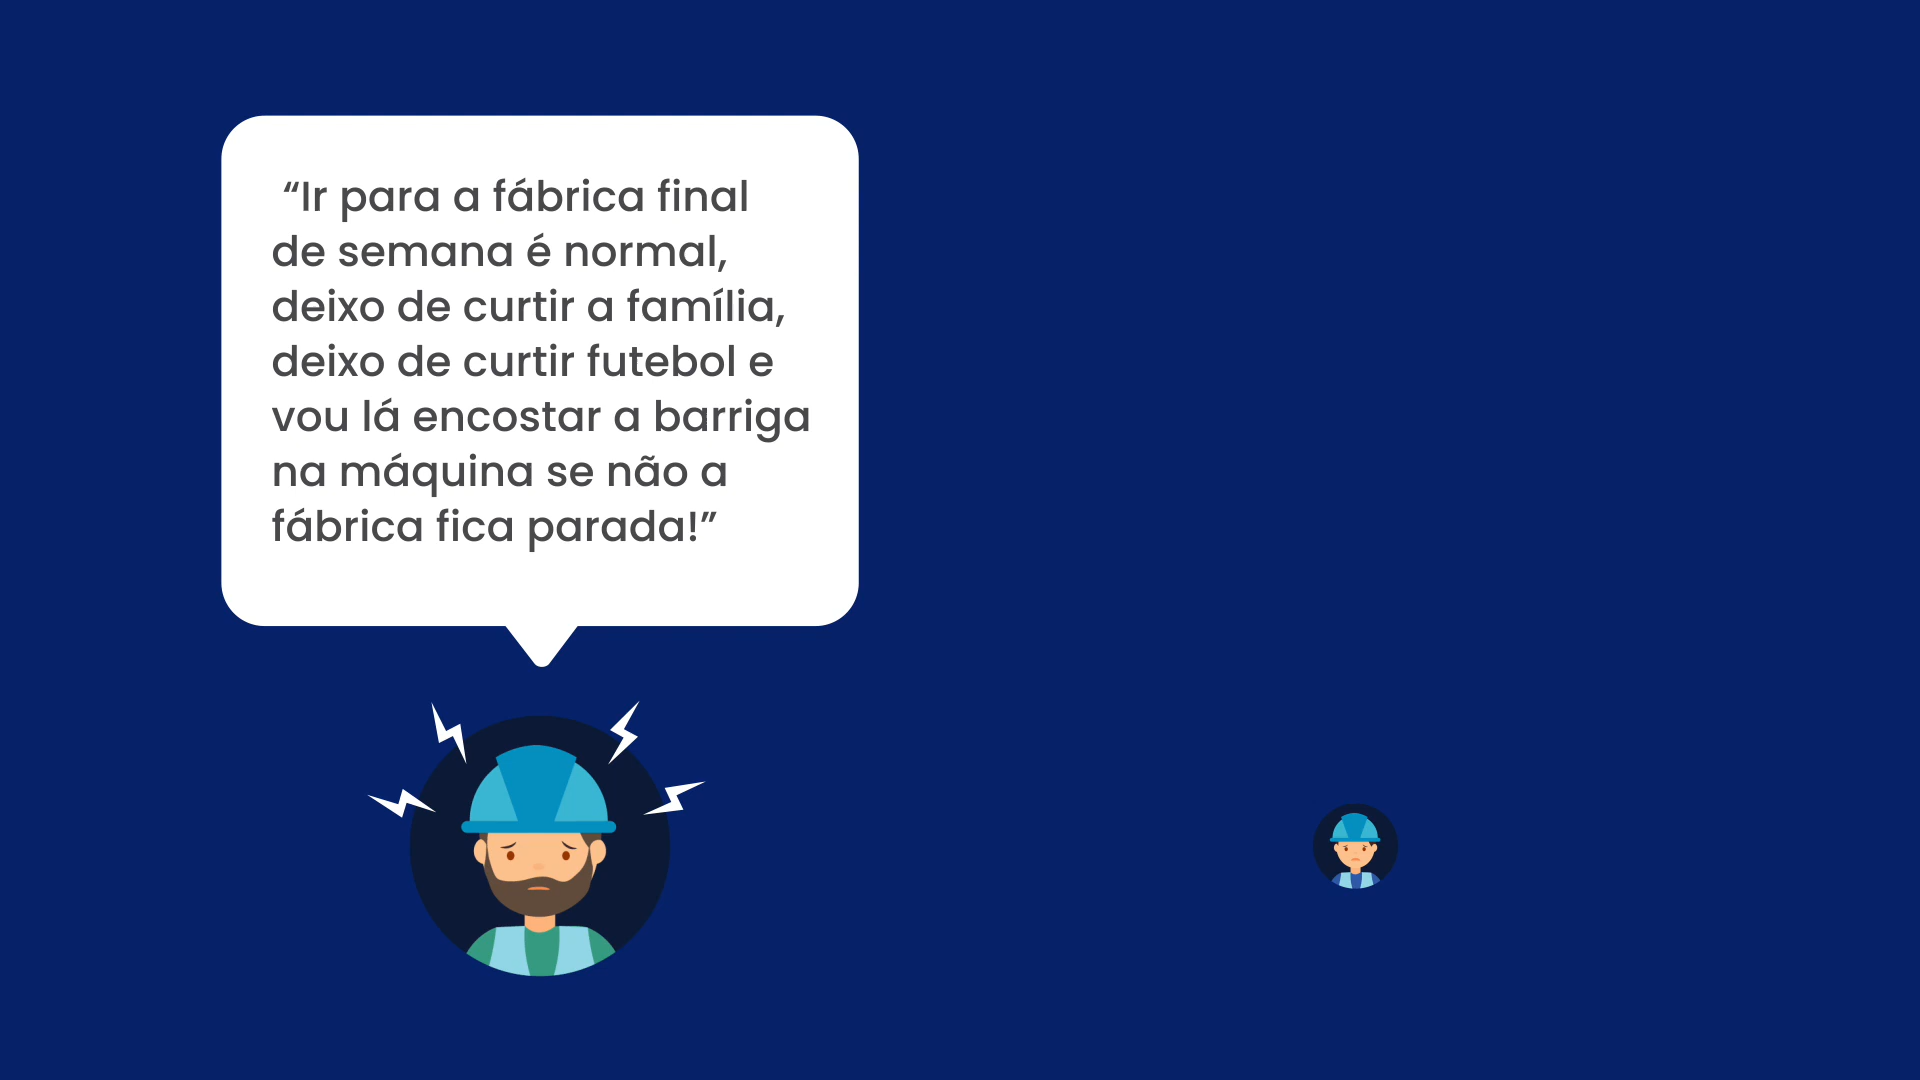 “Ir para a fábrica final
de semana é normal,
deixo de curtir a família,
deixo de curtir futebol e
vou lá encostar a barriga
na máquina se não a
fábrica fica parada!”